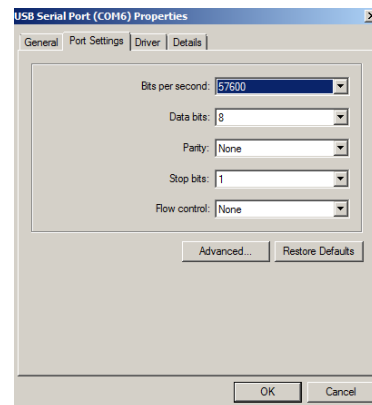 USB Serial Port (COM6) Properties
General Port Settings Driver Details
Bits per second: 57600
Data bits: 8
Parity: None
Stop bits: 1
Flow control: None
Advanced... Restore Defaults
OK Cancel